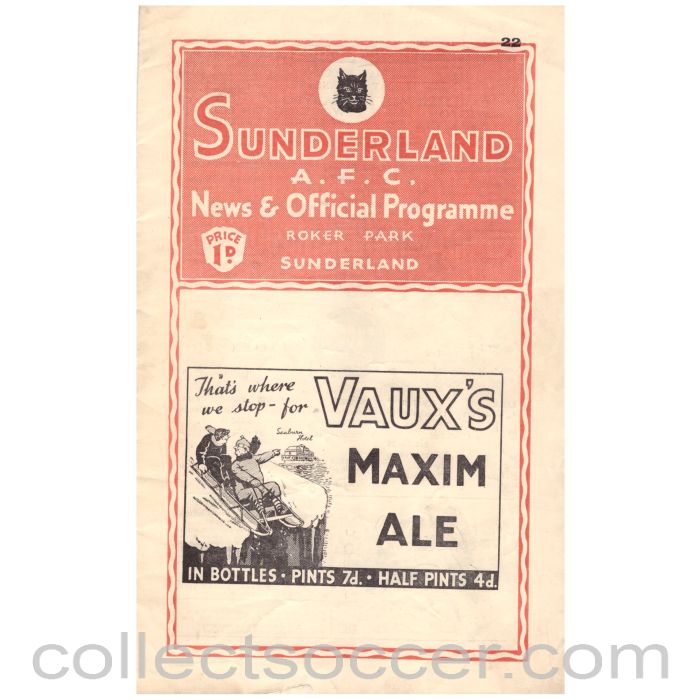 22
SUNDERLAND
A. F. C.
News & Official Programme
ROKER PARK
PRICE
1D.
SUNDERLAND
That's where
we stop - for
VAUX'S
Seaburn
Hotel
MAXIM
ALE
IN BOTTLES · PINTS 7d. · HALF PINTS 4d.
collectsoccer.com